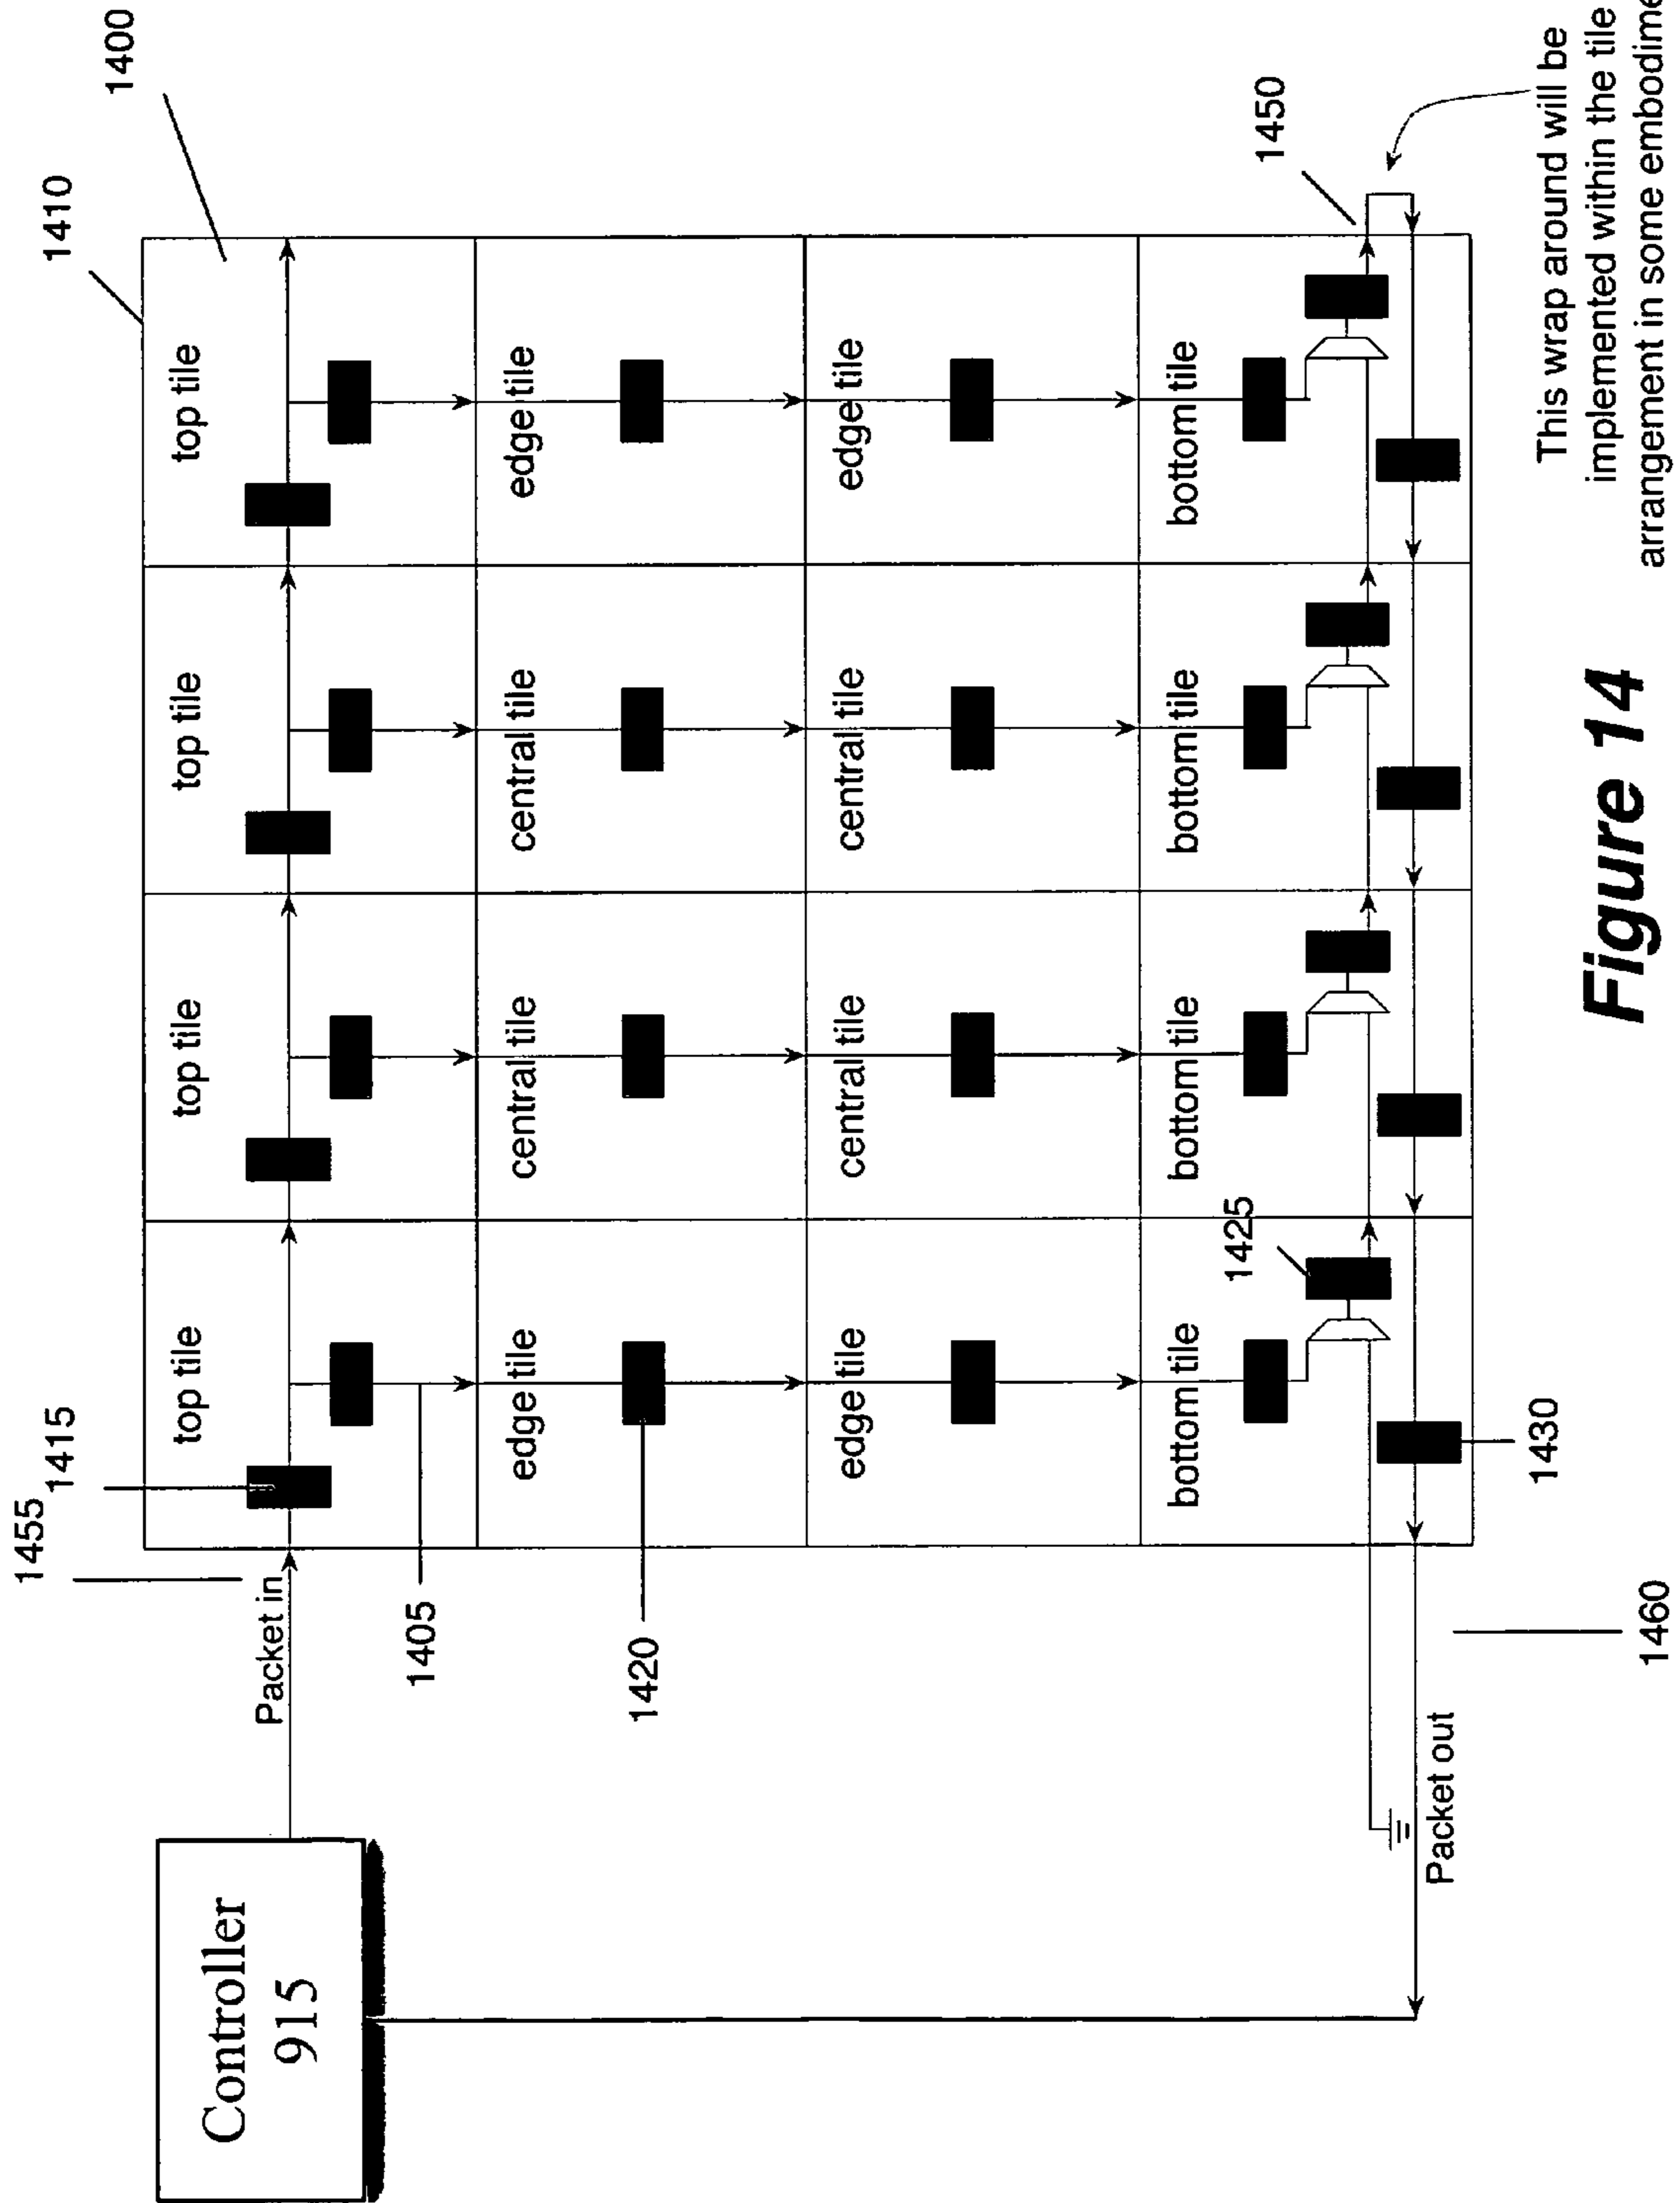 1455
1415
1410
1400
Controller
915
Packet in
top tile
top tile
top tile
top tile
1405
edge tile
central tile
central tile
edge tile
1420
edge tile
central tile
central tile
edge tile
bottom tile
bottom tile
bottom tile
bottom tile
1425
1450
Packet out
1460
1430
This wrap around will be
implemented within the tile
arrangement in some
Figure 14